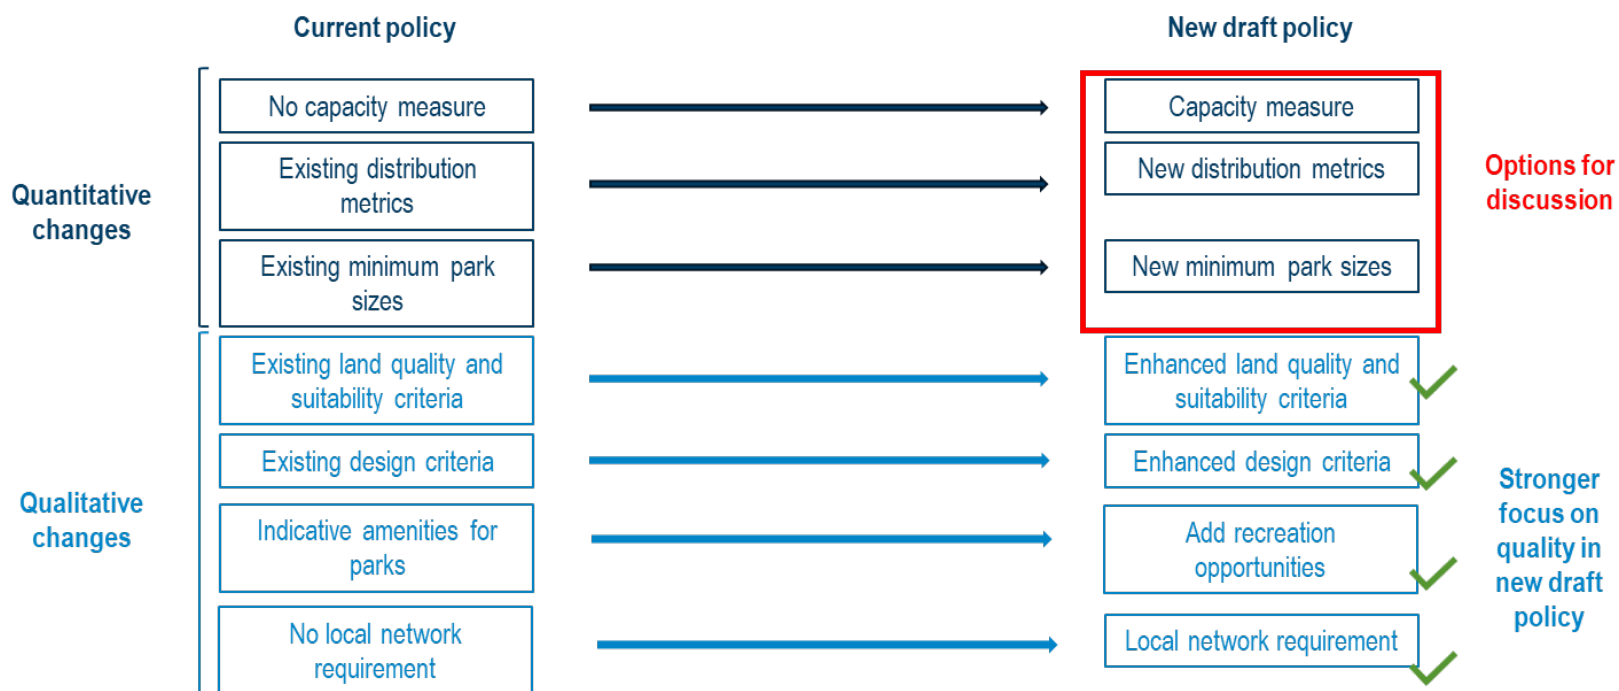 Current policy
New draft policy
Quantitative
changes
No capacity measure
Capacity measure
Existing distribution
metrics
New distribution metrics
Existing minimum park
sizes
New minimum park sizes
Options for
discussion
Qualitative
changes
Existing land quality and
suitability criteria
Enhanced land quality and
suitability criteria
Existing design criteria
Enhanced design criteria
Indicative amenities for
parks
Add recreation
opportunities
No local network
requirement
Local network requirement
Stronger
focus on
quality in
new draft
policy